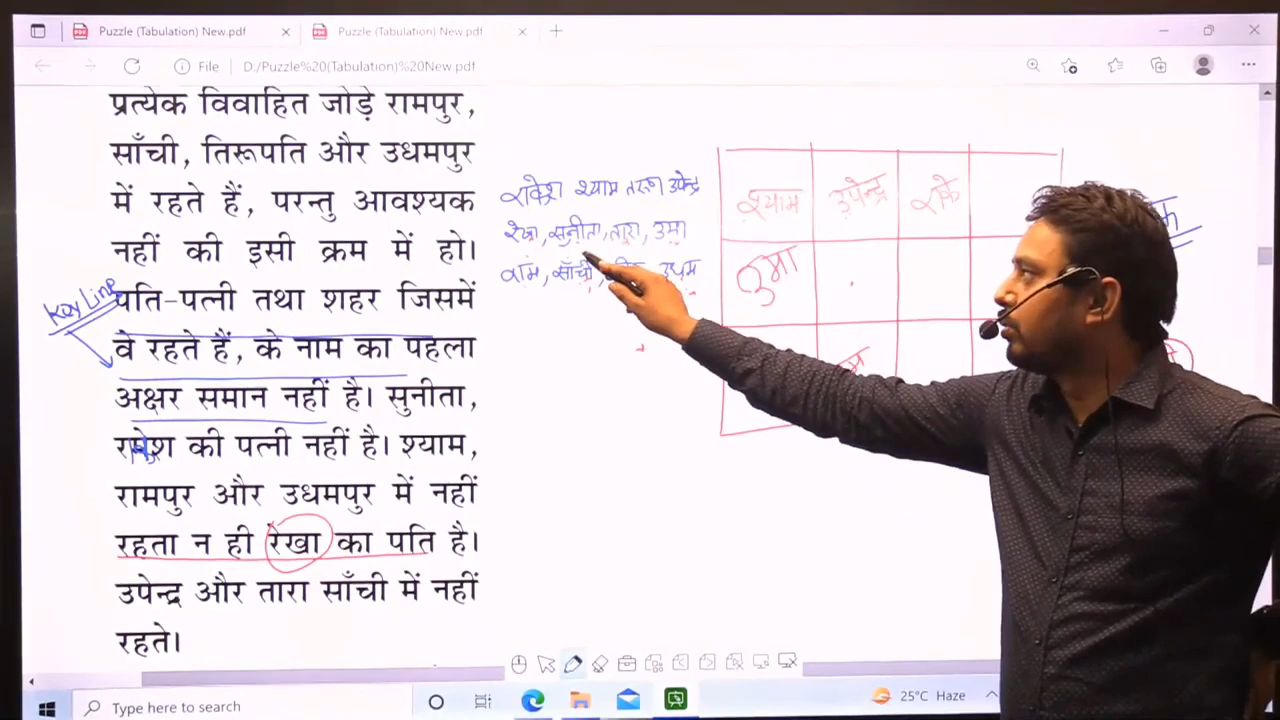 Puzzle (Tabulation) New.pdf
Puzzle (Tabulation) New.pdf
File
D:/Puzzle%20(Tabulation)%20New.pdf
प्रत्येक विवाहित जोड़े रामपुर,
साँची, तिरूपति और उधमपुर
में रहते हैं, परन्तु आवश्यक
नहीं की इसी क्रम में हो।
पति-पत्नी तथा शहर जिसमें
वे रहते हैं, के नाम का पहला
अक्षर समान नहीं है। सुनीता,
की पत्नी नहीं है। श्याम,
रामपुर और उधमपुर में नहीं
रहता न ही रेखा का पति है।
उपेन्द्र और तारा साँची में नहीं
रहते।
Key Line
राकेश श्याम तरूण उपेन्द्र
रेखा, सुनीता, तारा, उमा
राम, साँची, उधम
श्याम उपेन्द्र राके
उमा
Type here to search
25°C Haze